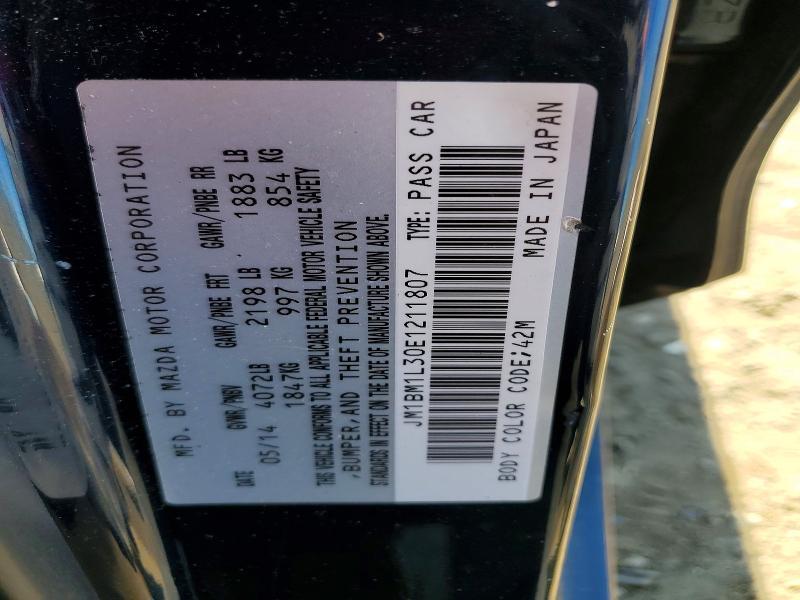 MFD. BY MAZDA MOTOR CORPORATION
DATE GVWR/PNBV GAWR/PNBE FRT GAWR/PNBE RR
05/14 4072LB 2198 LB 1883 LB
1847KG 997 KG 854 KG
THIS VEHICLE CONFORMS TO ALL APPLICABLE FEDERAL MOTOR VEHICLE SAFETY
,BUMPER,AND THEFT PREVENTION
STANDARDS IN EFFECT ON THE DATE OF MANUFACTURE SHOWN ABOVE.
JM1BM1L30E1211807 TYPE: PASS CAR
BODY COLOR CODE;42M MADE IN JAPAN